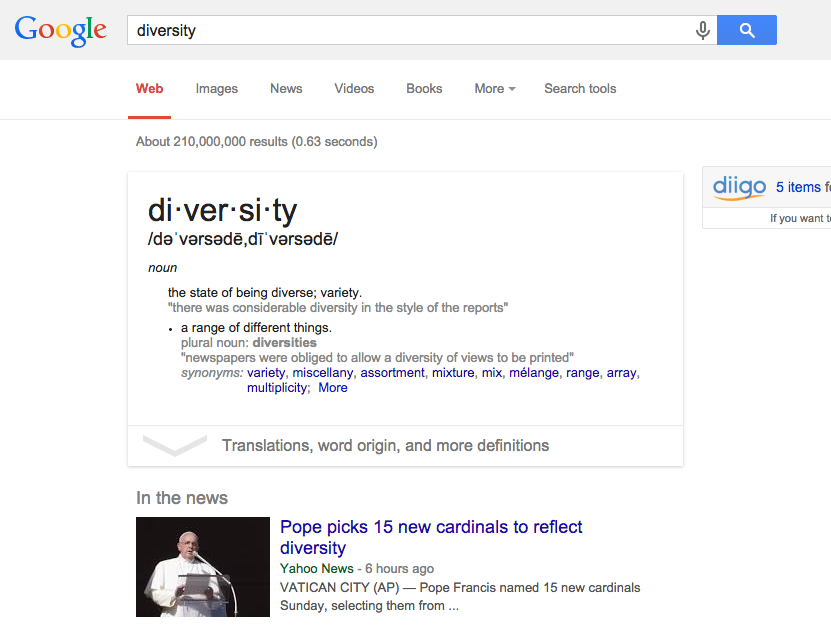 Google
diversity
Web Images News Videos Books More Search tools
About 210,000,000 results (0.63 seconds)
diigo 5 items
If you want
di·ver·si·ty
/dəˈvərsədē,dīˈvərsədē/
noun
the state of being diverse; variety.
"there was considerable diversity in the style of the reports"
• a range of different things.
plural noun: diversities
"newspapers were obliged to allow a diversity of views to be printed"
synonyms: variety, miscellany, assortment, mixture, mix, mélange, range, array,
multiplicity; More
Translations, word origin, and more definitions
In the news
Pope picks 15 new cardinals to reflect
diversity
Yahoo News - 6 hours ago
VATICAN CITY (AP) — Pope Francis named 15 new cardinals
Sunday, selecting them from ...